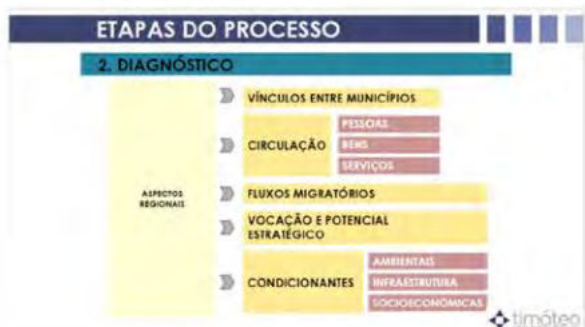 ETAPAS DO PROCESSO
2. DIAGNÓSTICO
ASPECTOS
REGIONAIS
VÍNCULOS ENTRE MUNICÍPIOS
CIRCULAÇÃO
PESSOAS
BENS
SERVIÇOS
FLUXOS MIGRATÓRIOS
VOCAÇÃO E POTENCIAL
ESTRATÉGICO
CONDICIONANTES
AMBIENTAIS
INFRAESTRUTURA
SOCIOECONÔMICAS
timóteo